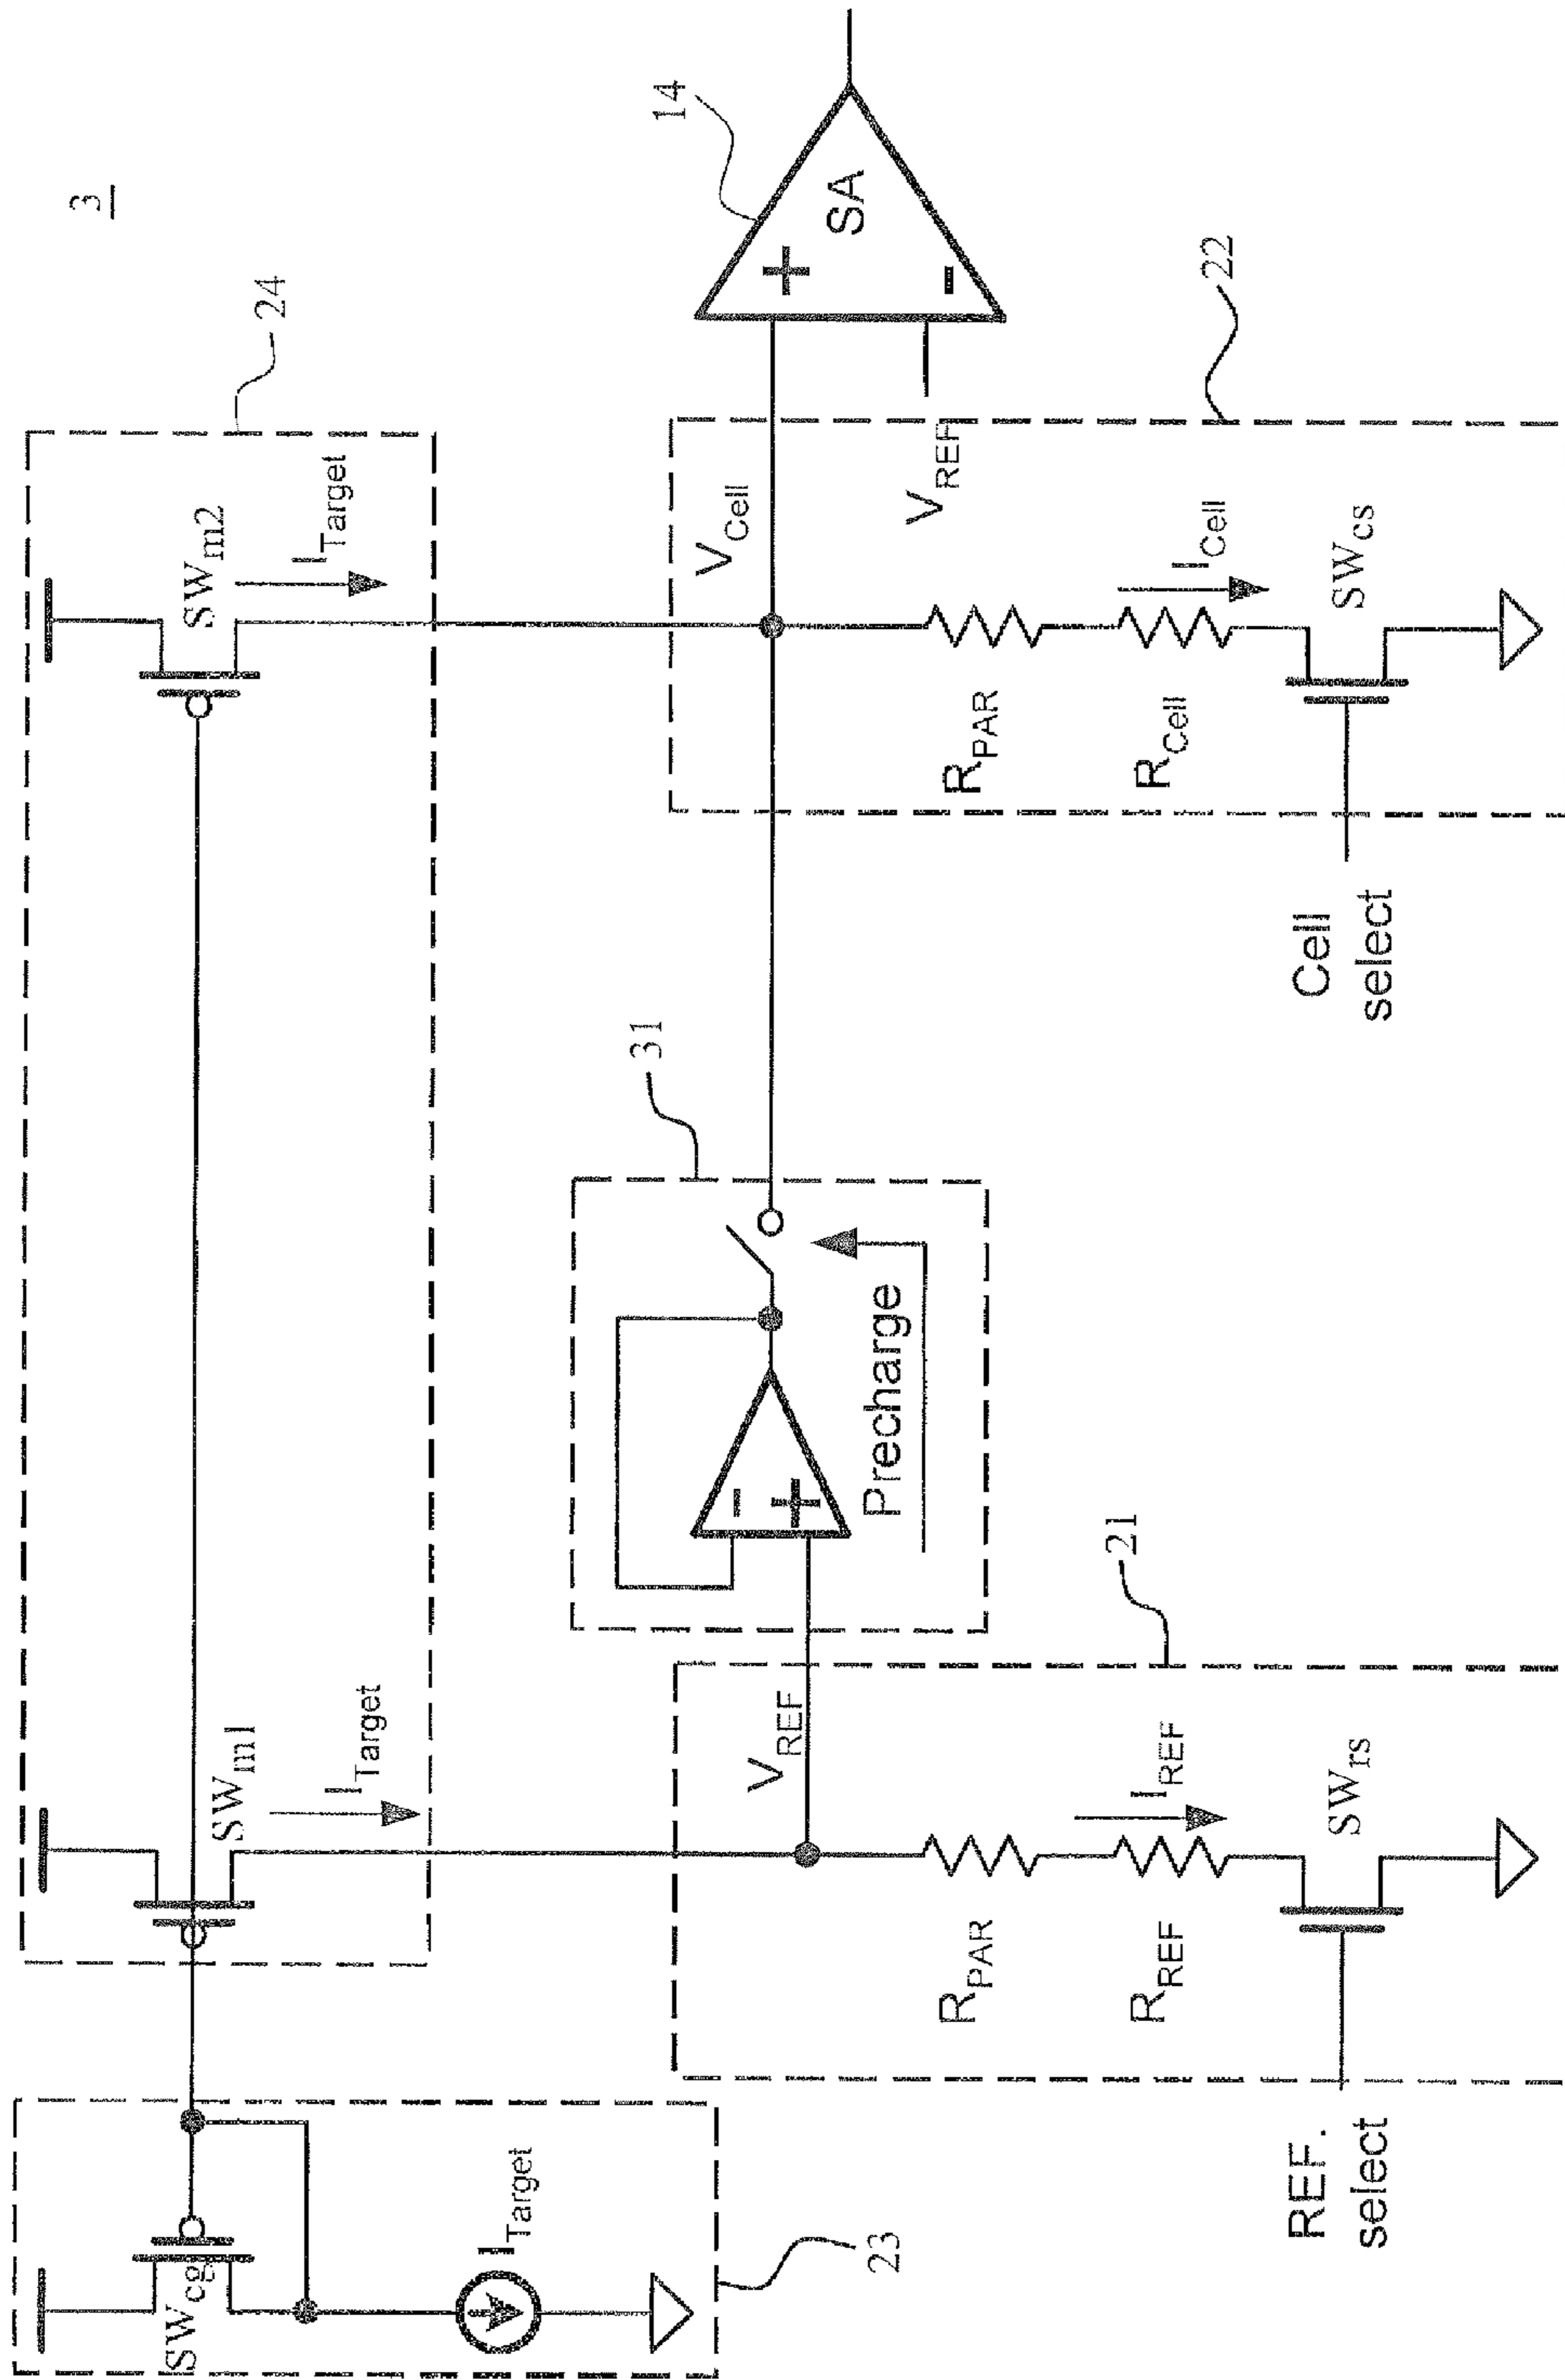 3
24
SWm2
ITarget
SWm1
ITarget
SWcg
ITarget
23
14
SA
+
-
VCell
VREF
31
-
+
Precharge
VREF
22
RPAR
RCell
ICell
SWcs
Cell
select
21
RPAR
RREF
IREF
SWrs
REF.
select